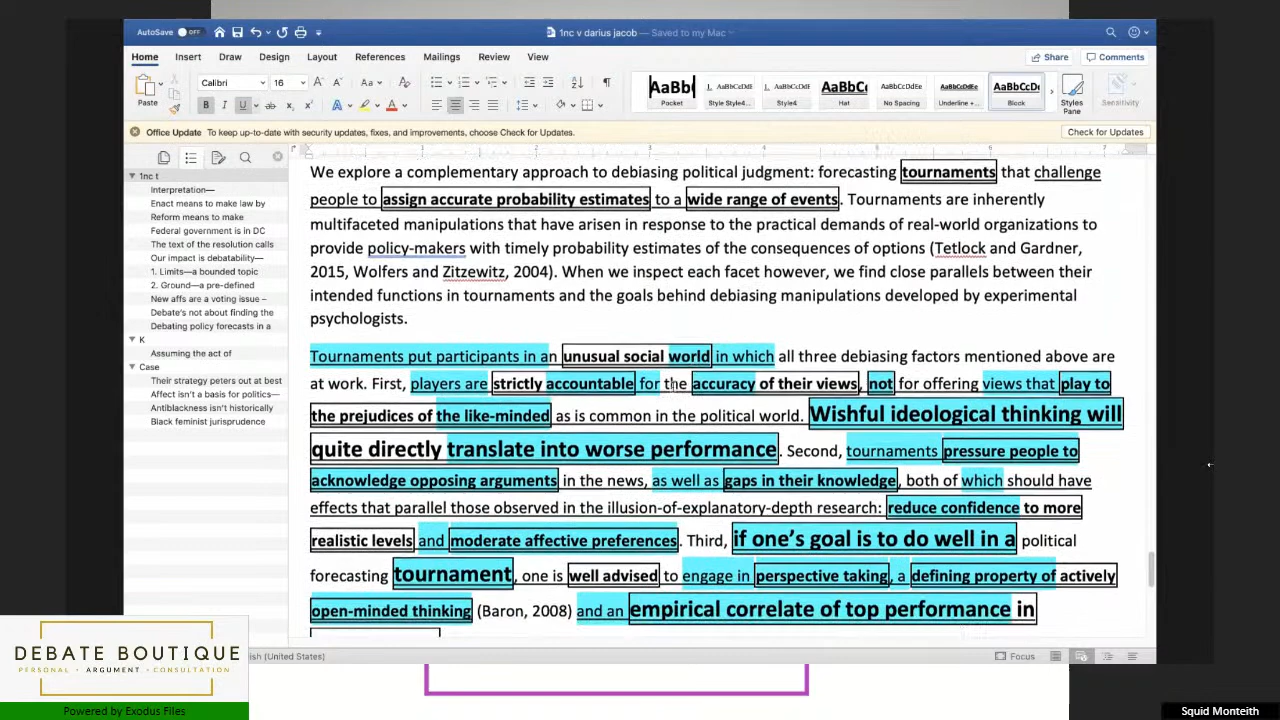 AutoSave OFF
1nc v darius jacob — Saved to my Mac
Home Insert Draw Design Layout References Mailings Review View
Share Comments
Paste
Calibri 16
AaBb( AaBbCcDdE AaBbCcDdE AaBbCc AaBbCcDdEe AaBbCcDdEe AaBbCcDc
Pocket Style Style4... Style4 Hat No Spacing Underline +... Block
Styles Pane
Sensitivity
Office Update To keep up-to-date with security updates, fixes, and improvements, choose Check for Updates.
Check for Updates
1nc t
Interpretation—
Enact means to make law by
Reform means to make
Federal government is in DC
The text of the resolution calls
Our impact is debatability—
1. Limits—a bounded topic
2. Ground—a pre-defined
New affs are a voting issue –
Debate's not about finding the
Debating policy forecasts in a
K
Assuming the act of
Case
Their strategy peters out at best
Affect isn't a basis for politics—
Antiblackness isn't historically
Black feminist jurisprudence
We explore a complementary approach to debiasing political judgment: forecasting tournaments that challenge
people to assign accurate probability estimates to a wide range of events. Tournaments are inherently
multifaceted manipulations that have arisen in response to the practical demands of real-world organizations to
provide policy-makers with timely probability estimates of the consequences of options (Tetlock and Gardner,
2015, Wolfers and Zitzewitz, 2004). When we inspect each facet however, we find close parallels between their
intended functions in tournaments and the goals behind debiasing manipulations developed by experimental
psychologists.
Tournaments put participants in an unusual social world in which all three debiasing factors mentioned above are
at work. First, players are strictly accountable for the accuracy of their views, not for offering views that play to
the prejudices of the like-minded as is common in the political world. Wishful ideological thinking will
quite directly translate into worse performance. Second, tournaments pressure people to
acknowledge opposing arguments in the news, as well as gaps in their knowledge, both of which should have
effects that parallel those observed in the illusion-of-explanatory-depth research: reduce confidence to more
realistic levels and moderate affective preferences. Third, if one's goal is to do well in a political
forecasting tournament, one is well advised to engage in perspective taking, a defining property of actively
open-minded thinking (Baron, 2008) and an empirical correlate of top performance in
ish (United States)
Focus
DEBATE BOUTIQUE
PERSONAL · ARGUMENT · CONSULTATION
Powered by Exodus Files
Squid Monteith